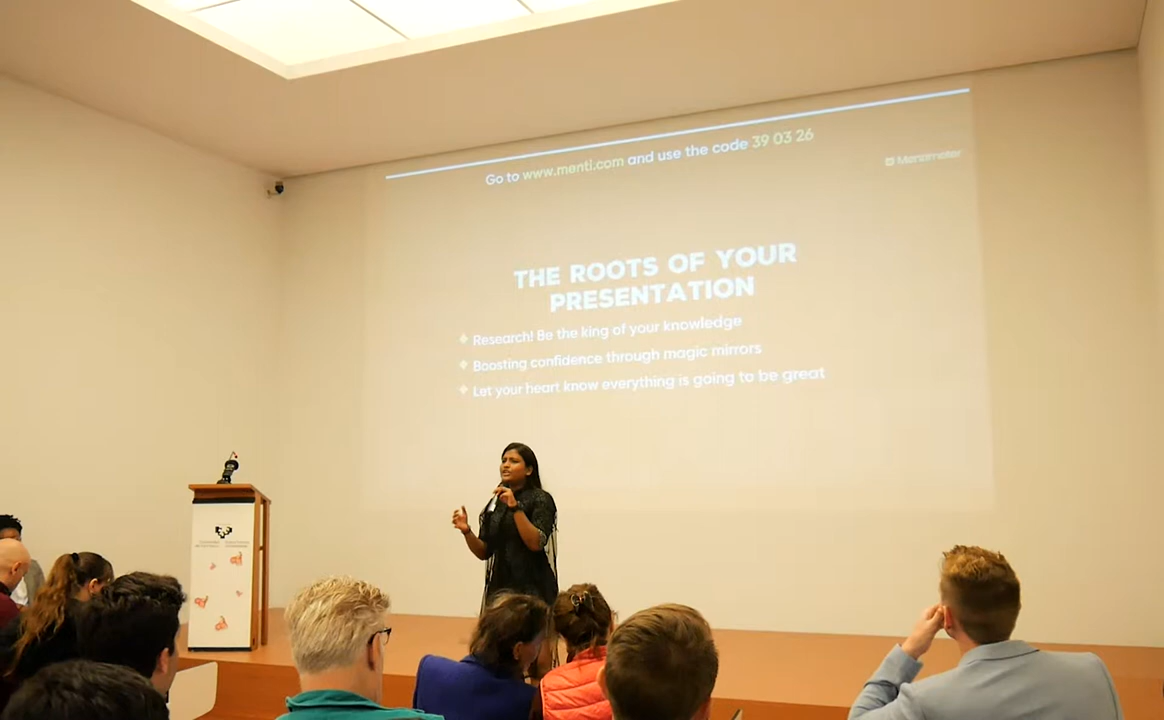 Go to www.menti.com and use the code 39 03 26
Mentimeter
THE ROOTS OF YOUR
PRESENTATION
❖ Research! Be the king of your knowledge
❖ Boosting confidence through magic mirrors
❖ Let your heart know everything is going to be great